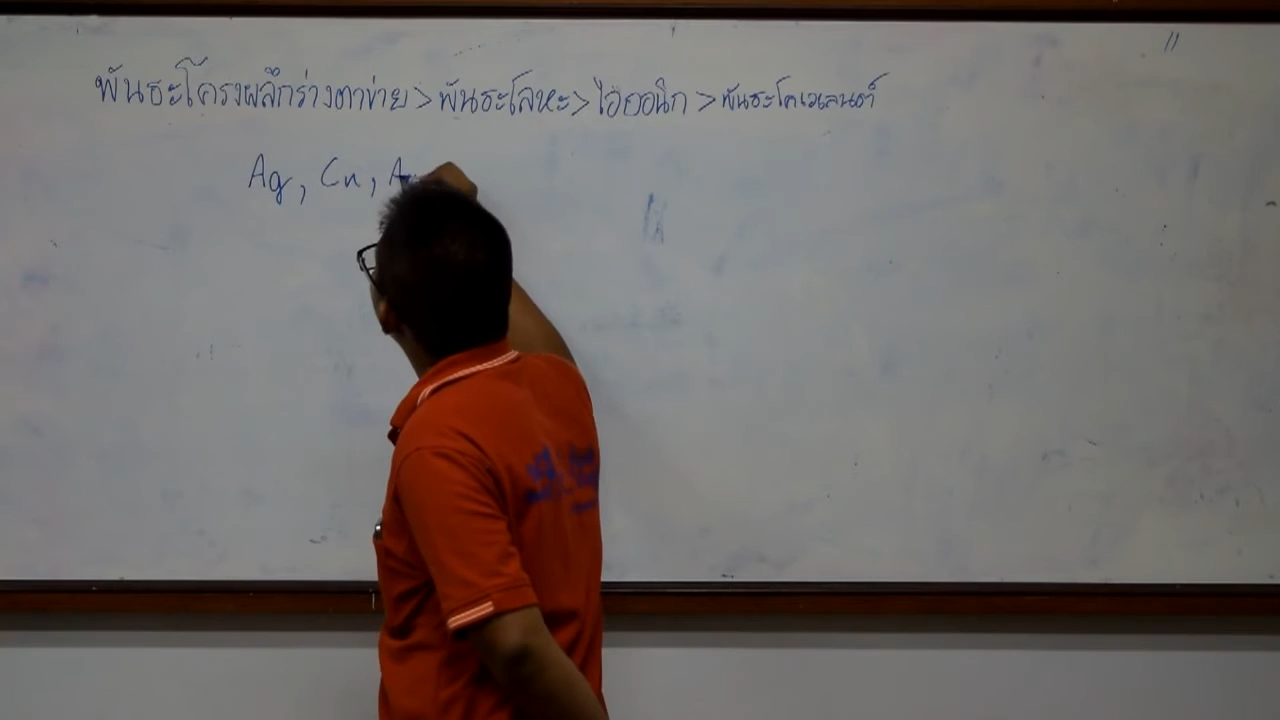 พันธะโครงผลึกร่างตาข่าย > พันธะโลหะ > ไอออนิก > พันธะโคเวเลนต์
Ag, Cu,